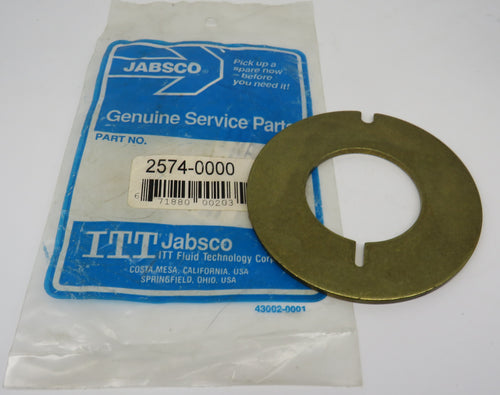 JABSCO®
Pick up a
spare now
- before
you need it!
Genuine Service Parts
PART NO.
2574-0000
6 71880 00203
ITT Jabsco
ITT Fluid Technology Corp
COSTA MESA, CALIFORNIA, USA
SPRINGFIELD, OHIO, USA
43002-0001